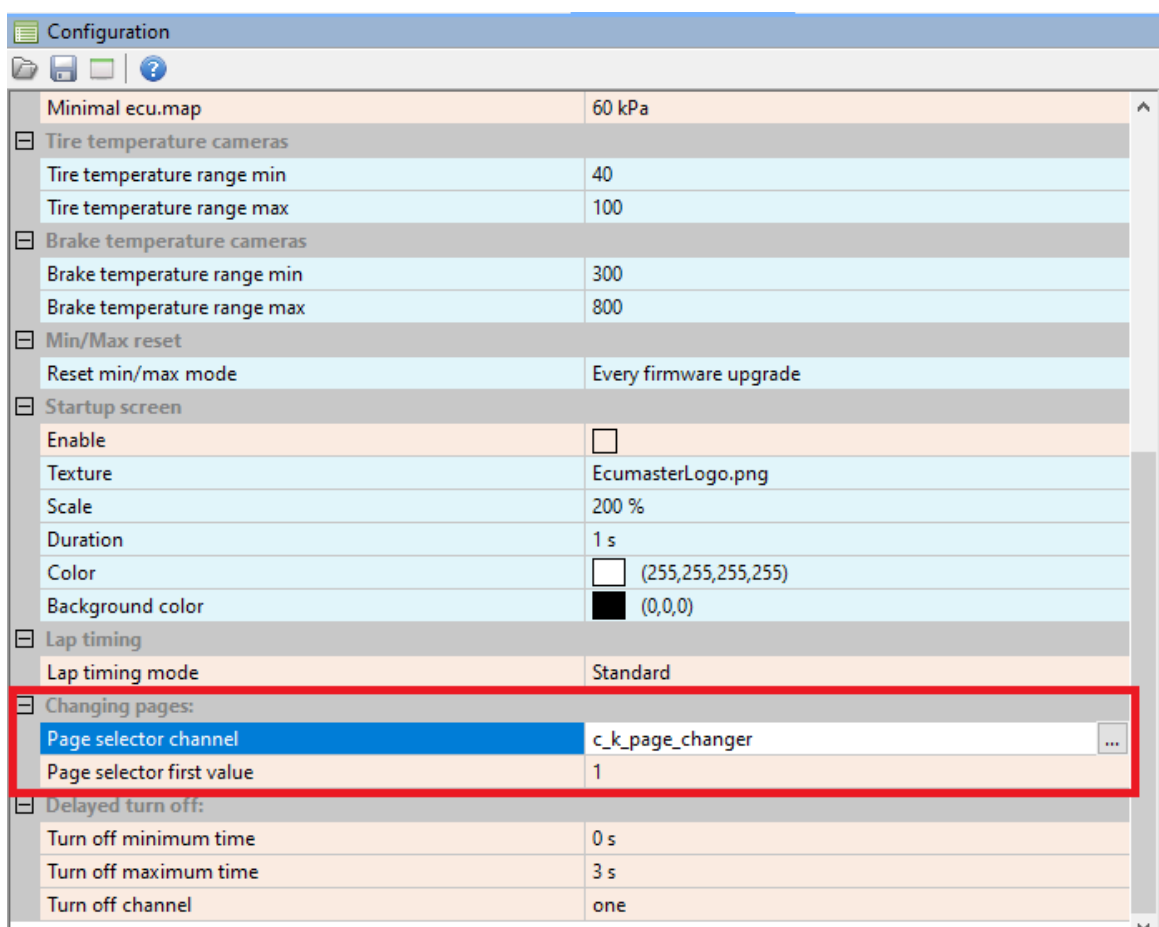 Configuration
?
Minimal ecu.map 60 kPa
Tire temperature cameras
Tire temperature range min 40
Tire temperature range max 100
Brake temperature cameras
Brake temperature range min 300
Brake temperature range max 800
Min/Max reset
Reset min/max mode Every firmware upgrade
Startup screen
Enable
Texture EcumasterLogo.png
Scale 200 %
Duration 1 s
Color (255,255,255,255)
Background color (0,0,0)
Lap timing
Lap timing mode Standard
Changing pages:
Page selector channel c_k_page_changer ...
Page selector first value 1
Delayed turn off:
Turn off minimum time 0 s
Turn off maximum time 3 s
Turn off channel one